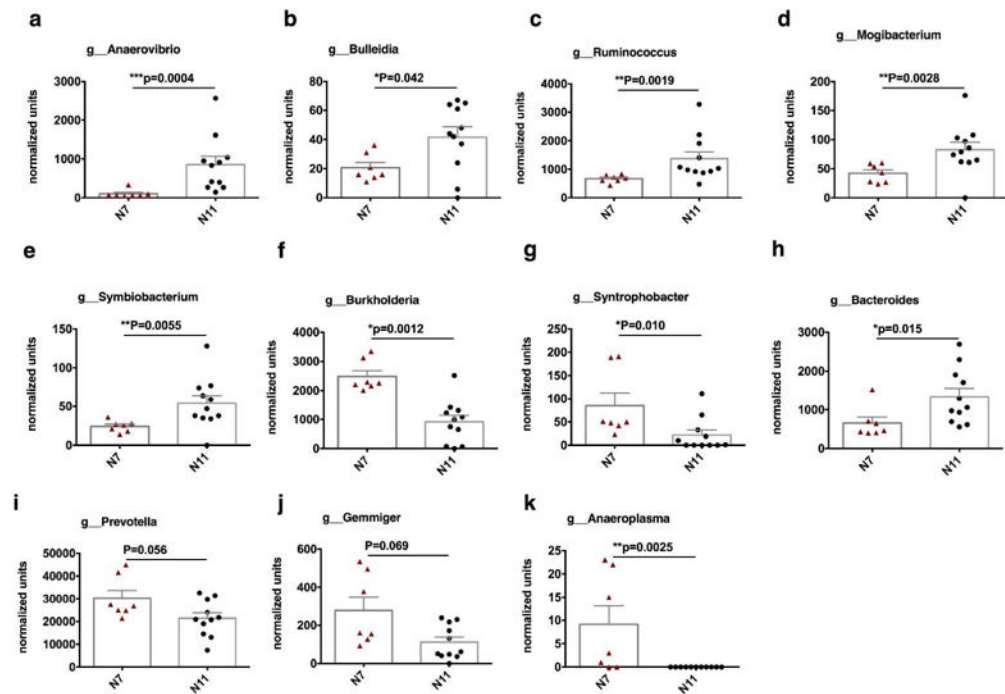 a
g__Anaerovibrio
***p=0.0004
normalized units
3000
2000
1000
0
N7
N11
b
g__Bulleidia
*P=0.042
normalized units
80
60
40
20
0
N7
N11
c
g__Ruminococcus
**P=0.0019
normalized units
4000
3000
2000
1000
0
N7
N11
d
g__Mogibacterium
**P=0.0028
normalized units
200
150
100
50
0
N7
N11
e
g__Symbiobacterium
**P=0.0055
normalized units
150
100
50
0
N7
N11
f
g__Burkholderia
*p=0.0012
normalized units
4000
3000
2000
1000
0
N7
N11
g
g__Syntrophobacter
*P=0.010
normalized units
250
200
150
100
50
0
N7
N11
h
g__Bacteroides
*p=0.015
normalized units
3000
2000
1000
0
N7
N11
i
g__Prevotella
P=0.056
normalized units
50000
40000
30000
20000
10000
0
N7
N11
j
g__Gemmiger
P=0.069
normalized units
600
400
200
0
N7
N11
k
g__Anaeroplasma
**p=0.0025
normalized units
25
20
15
10
5
0
N7
N11